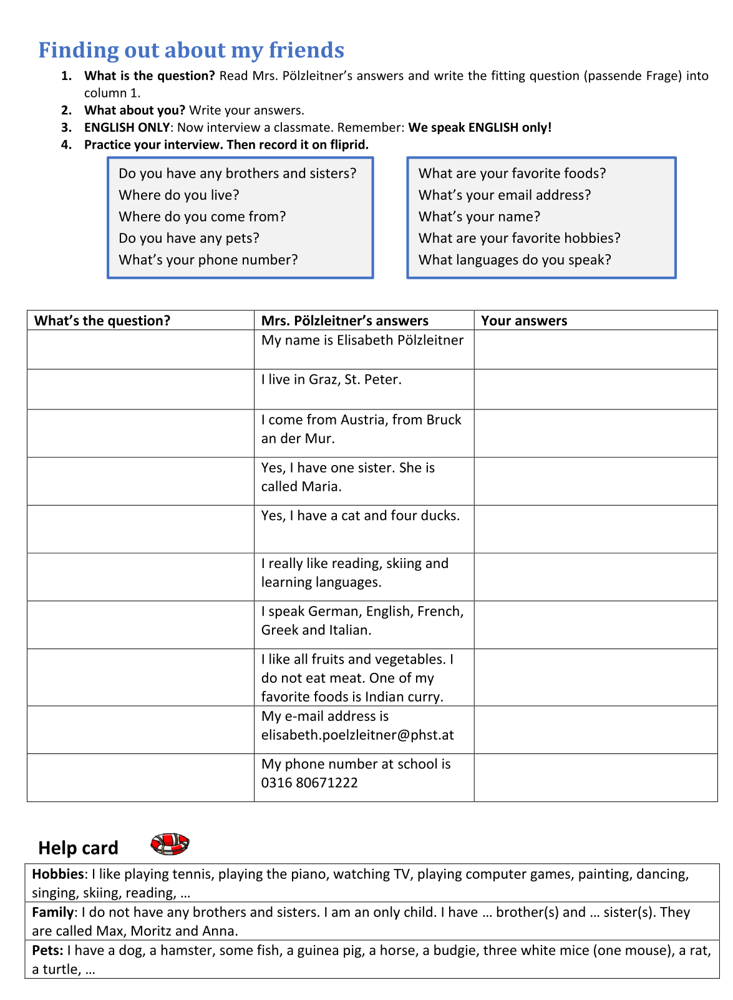 Finding out about my friends
1. What is the question? Read Mrs. Pölzleitner’s answers and write the fitting question (passende Frage) into
column 1.
2. What about you? Write your answers.
3. ENGLISH ONLY: Now interview a classmate. Remember: We speak ENGLISH only!
4. Practice your interview. Then record it on fliprid.
Do you have any brothers and sisters?
Where do you live?
Where do you come from?
Do you have any pets?
What’s your phone number?
What are your favorite foods?
What’s your email address?
What’s your name?
What are your favorite hobbies?
What languages do you speak?
What’s the question? Mrs. Pölzleitner’s answers Your answers
My name is Elisabeth Pölzleitner
I live in Graz, St. Peter.
I come from Austria, from Bruck
an der Mur.
Yes, I have one sister. She is
called Maria.
Yes, I have a cat and four ducks.
I really like reading, skiing and
learning languages.
I speak German, English, French,
Greek and Italian.
I like all fruits and vegetables. I
do not eat meat. One of my
favorite foods is Indian curry.
My e-mail address is
elisabeth.poelzleitner@phst.at
My phone number at school is
0316 80671222
Help card
Hobbies: I like playing tennis, playing the piano, watching TV, playing computer games, painting, dancing,
singing, skiing, reading, …
Family: I do not have any brothers and sisters. I am an only child. I have … brother(s) and … sister(s). They
are called Max, Moritz and Anna.
Pets: I have a dog, a hamster, some fish, a guinea pig, a horse, a budgie, three white mice (one mouse), a rat,
a turtle, …